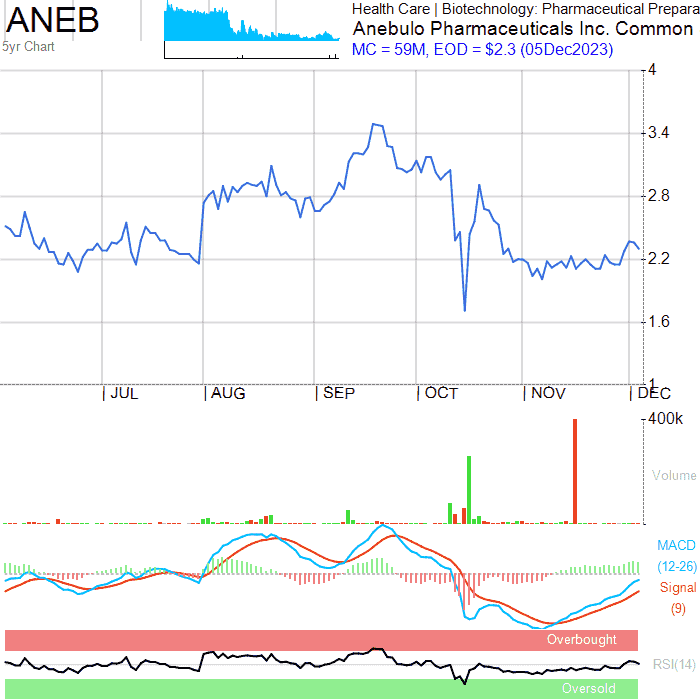 ANEB
Health Care | Biotechnology: Pharmaceutical Prepara
Anebulo Pharmaceuticals Inc. Common
5yr Chart
MC = 59M, EOD = $2.3 (05Dec2023)
4
3.4
2.8
2.2
1.6
1
| JUL | AUG | SEP | OCT | NOV | DEC
400k
Volume
MACD
(12-26)
Signal
(9)
Overbought
RSI(14)
Oversold